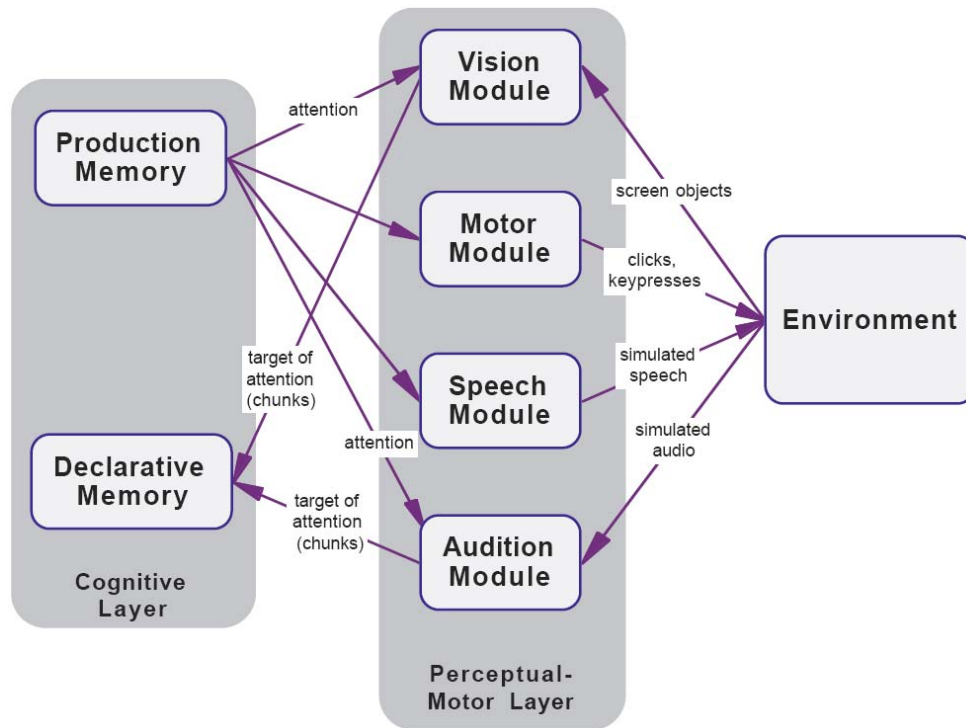 Vision
Module
attention
Production
Memory
screen objects
Motor
Module
clicks,
keypresses
Environment
target of
attention
(chunks)
Speech
Module
simulated
speech
attention
simulated
audio
Declarative
Memory
target of
attention
(chunks)
Audition
Module
Cognitive
Layer
Perceptual-
Motor Layer